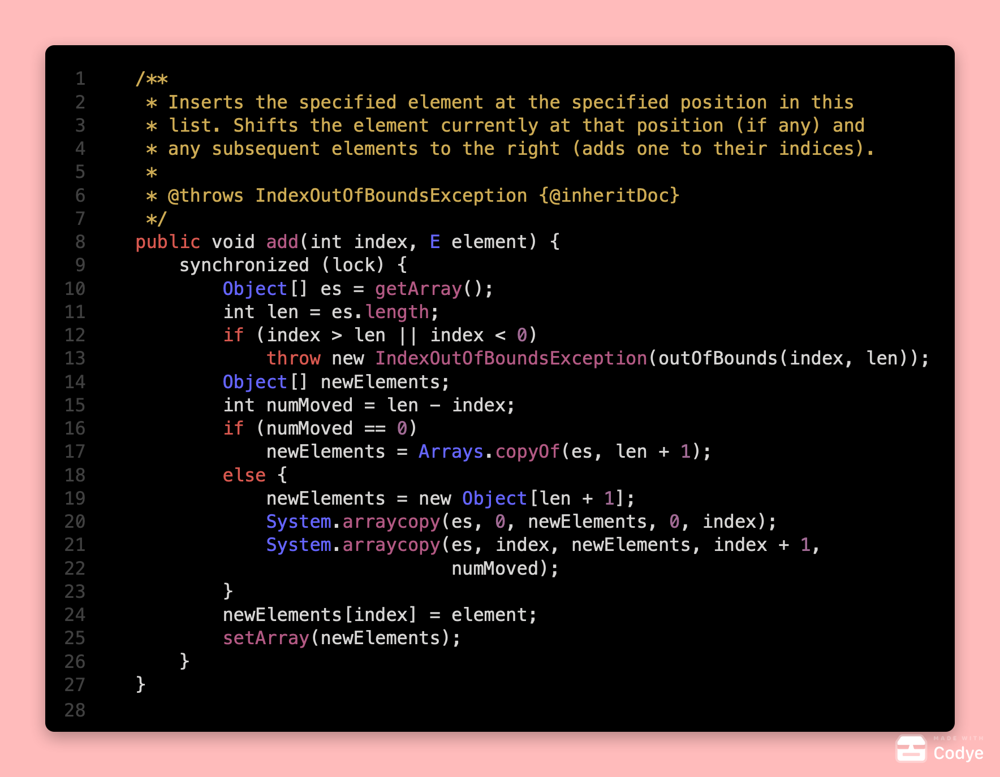 1 /**
2 * Inserts the specified element at the specified position in this
3 * list. Shifts the element currently at that position (if any) and
4 * any subsequent elements to the right (adds one to their indices).
5 *
6 * @throws IndexOutOfBoundsException {@inheritDoc}
7 */
8 public void add(int index, E element) {
9 synchronized (lock) {
10 Object[] es = getArray();
11 int len = es.length;
12 if (index > len || index < 0)
13 throw new IndexOutOfBoundsException(outOfBounds(index, len));
14 Object[] newElements;
15 int numMoved = len - index;
16 if (numMoved == 0)
17 newElements = Arrays.copyOf(es, len + 1);
18 else {
19 newElements = new Object[len + 1];
20 System.arraycopy(es, 0, newElements, 0, index);
21 System.arraycopy(es, index, newElements, index + 1,
22 numMoved);
23 }
24 newElements[index] = element;
25 setArray(newElements);
26 }
27 }
28
MADE WITH
Codye